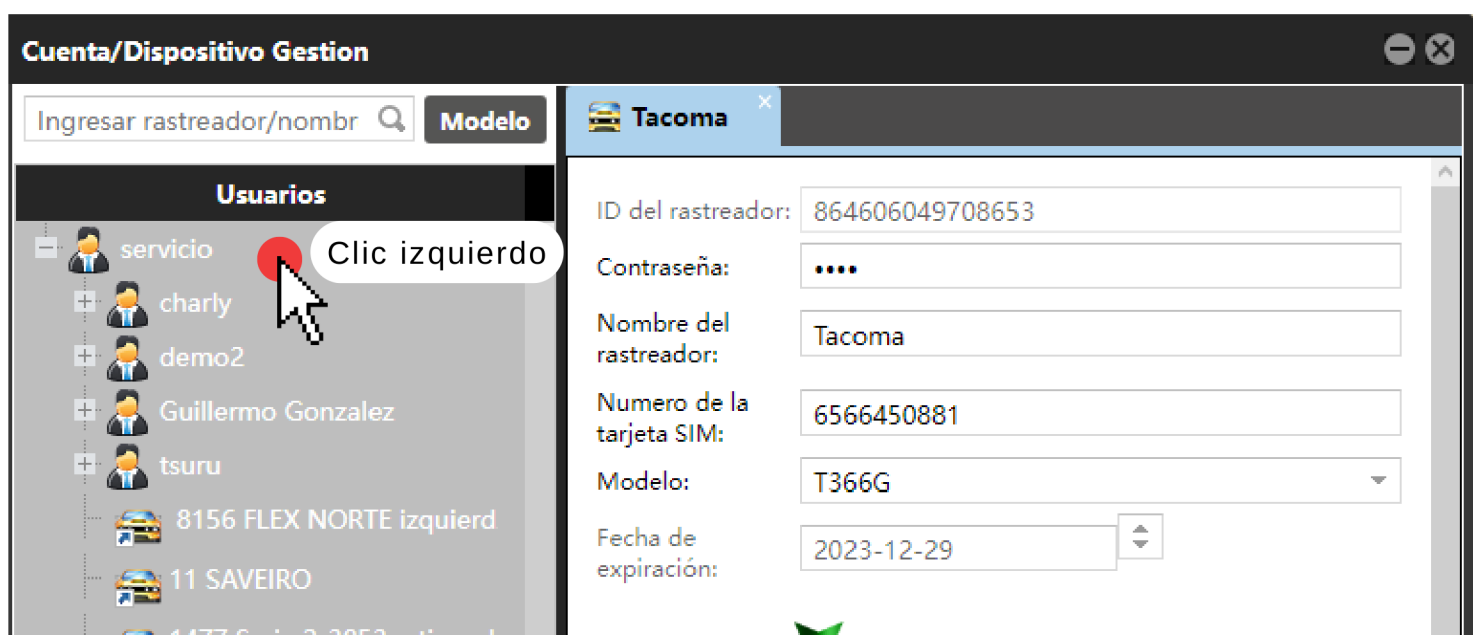 Cuenta/Dispositivo Gestion
Ingresar rastreador/nombr
Modelo
Usuarios
servicio
Clic izquierdo
charly
demo2
Guillermo Gonzalez
tsuru
8156 FLEX NORTE izquierd
11 SAVEIRO
Tacoma
ID del rastreador:
864606049708653
Contraseña:
••••
Nombre del
rastreador:
Tacoma
Numero de la
tarjeta SIM:
6566450881
Modelo:
T366G
Fecha de
expiración:
2023-12-29